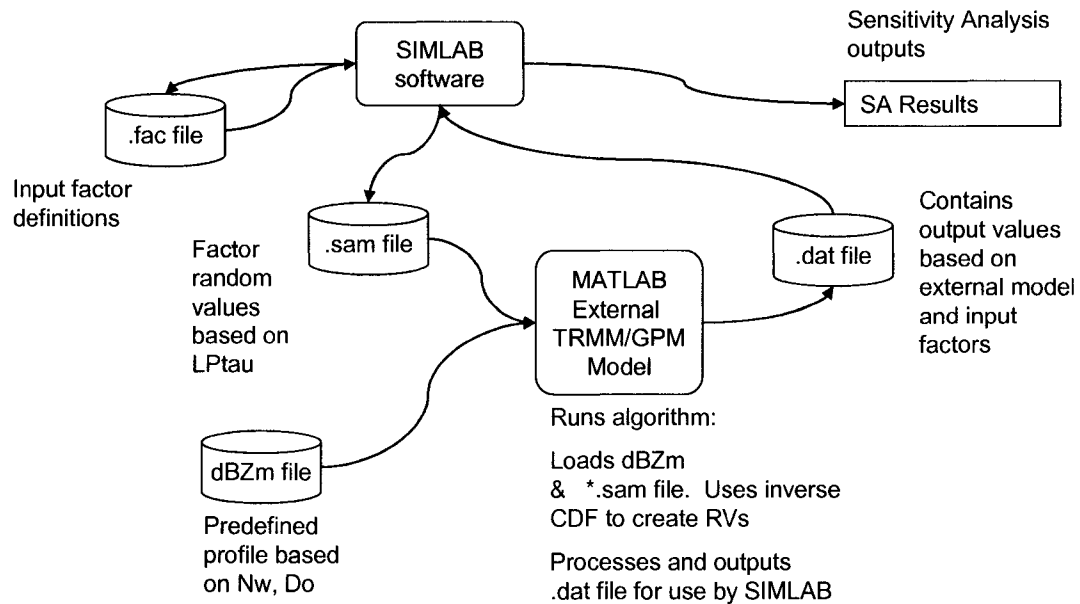 SIMLAB
software
Sensitivity Analysis
outputs
SA Results
.fac file
Input factor
definitions
.sam file
Factor
random
values
based on
LPtau
MATLAB
External
TRMM/GPM
Model
.dat file
Contains
output values
based on
external model
and input
factors
dBZm file
Predefined
profile based
on Nw, Do
Runs algorithm:
Loads dBZm
& *.sam file. Uses inverse
CDF to create RVs
Processes and outputs
.dat file for use by SIMLAB